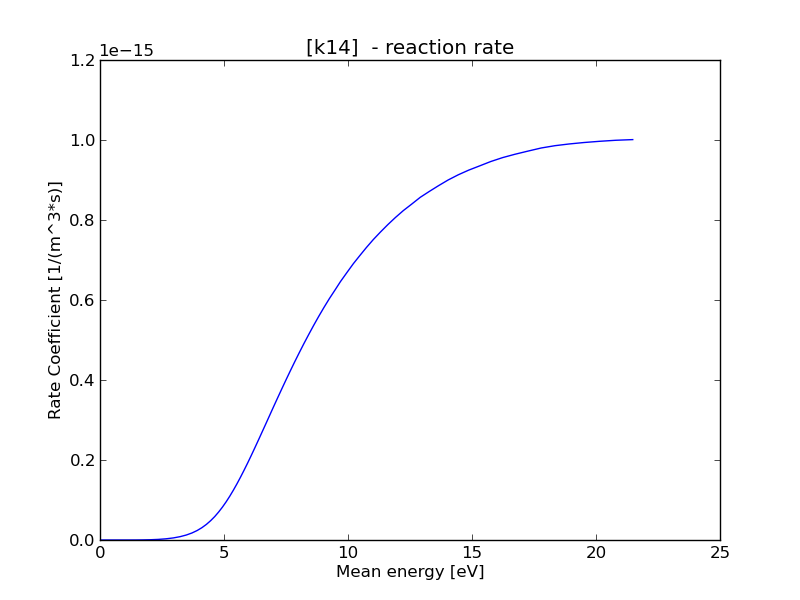 [k14]  - reaction rate
1e−15
1.2
1.0
0.8
0.6
0.4
0.2
0.0
Rate Coefficient [1/(m^3*s)]
0 5 10 15 20 25
Mean energy [eV]